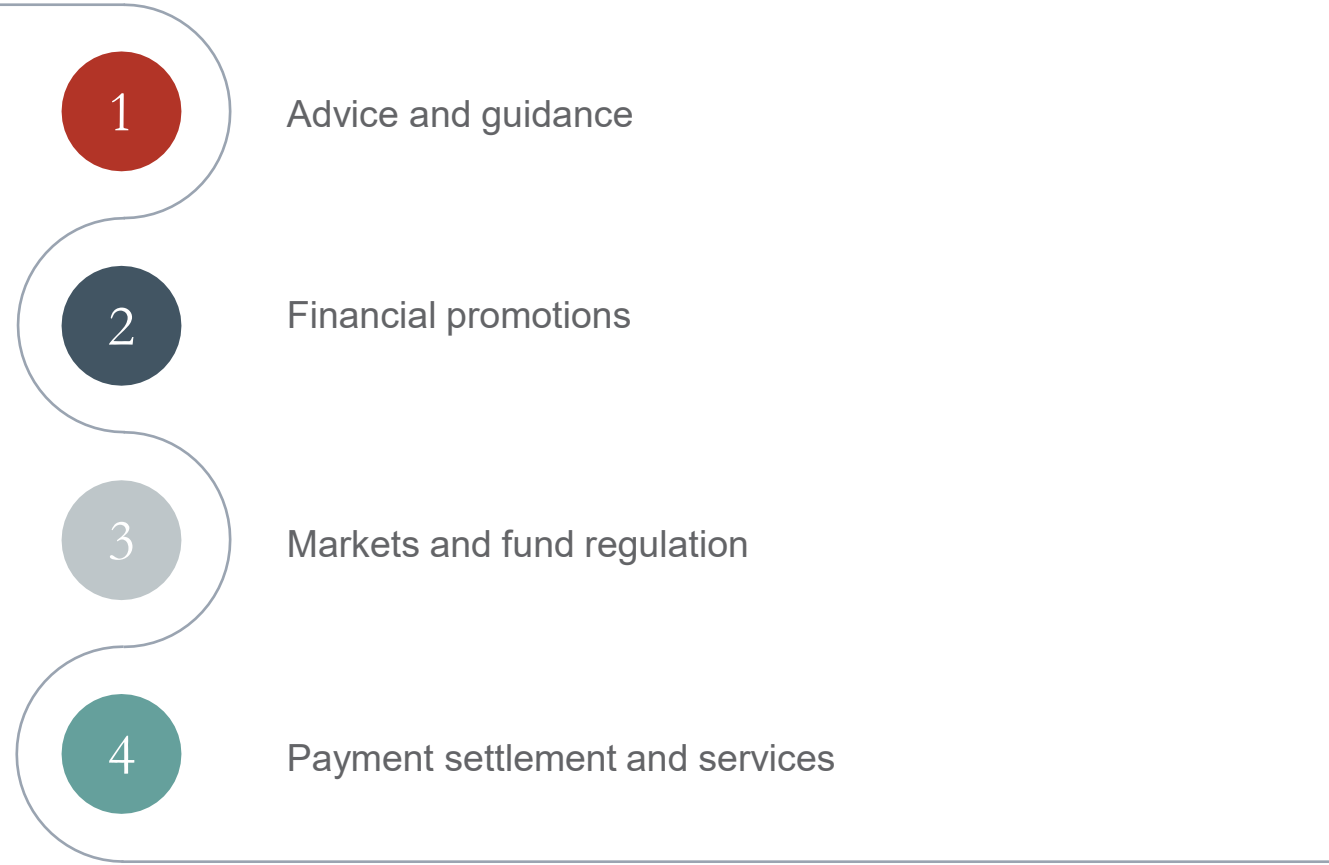 1 Advice and guidance
2 Financial promotions
3 Markets and fund regulation
4 Payment settlement and services